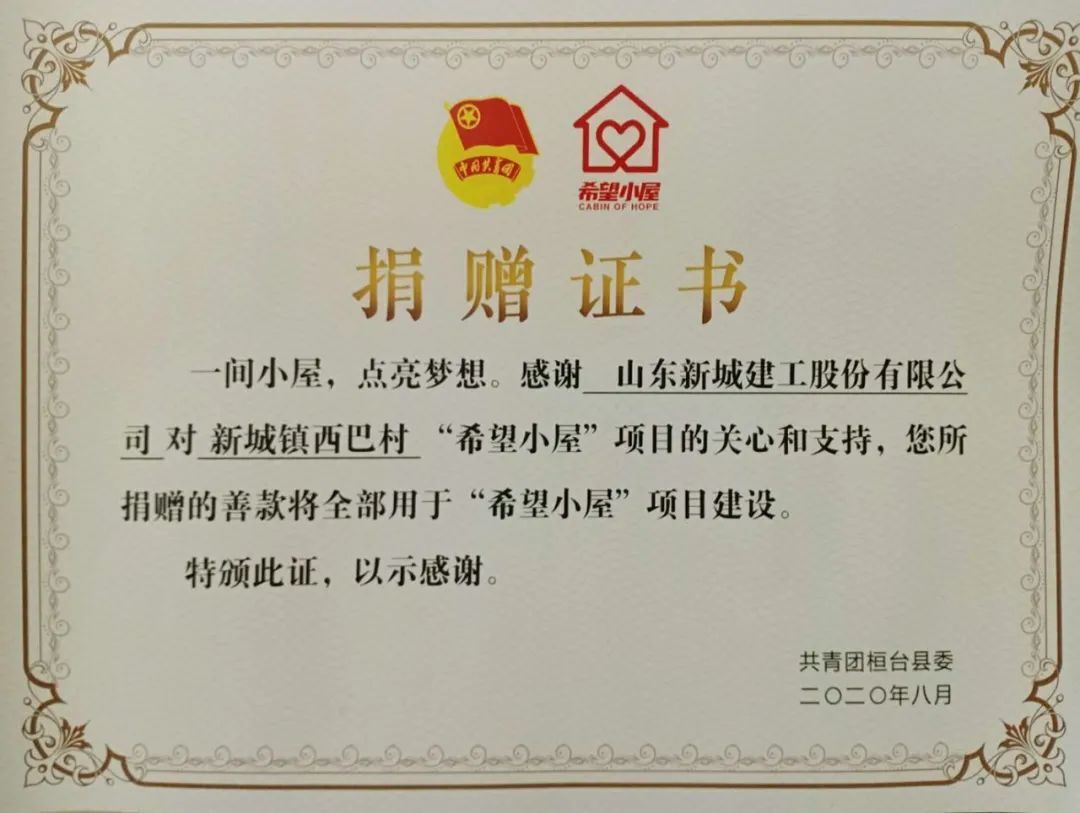 中国共青团
希望小屋
CABIN OF HOPE
捐赠证书
一间小屋，点亮梦想。感谢 山东新城建工股份有限公
司 对 新城镇西巴村 “希望小屋”项目的关心和支持，您所
捐赠的善款将全部用于“希望小屋”项目建设。
特颁此证，以示感谢。
共青团桓台县委
二〇二〇年八月